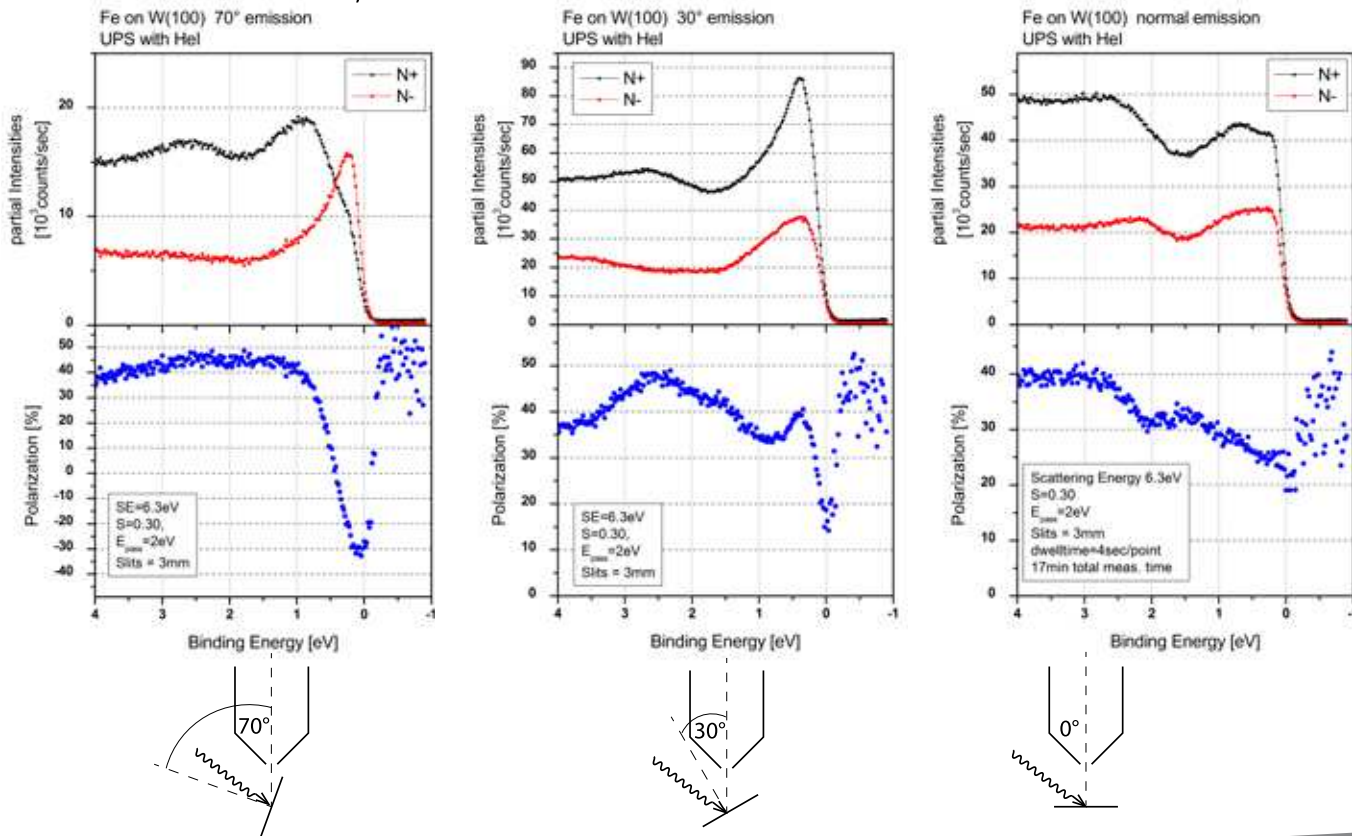 Fe on W(100) 70° emission
UPS with HeI
N+
N-
20
10
0
partial Intensities
[10³counts/sec]
50
40
30
20
10
0
-10
-20
-30
-40
Polarization [%]
SE=6.3eV
S=0.30,
E_pass=2eV
Slits = 3mm
4 3 2 1 0 -1
Binding Energy [eV]
70°
Fe on W(100) 30° emission
UPS with HeI
N+
N-
90
80
70
60
50
40
30
20
10
0
partial Intensities
[10³counts/sec]
50
40
30
20
10
0
Polarization [%]
SE=6.3eV
S=0.30,
E_pass=2eV
Slits = 3mm
4 3 2 1 0 -1
Binding Energy [eV]
30°
Fe on W(100) normal emission
UPS with HeI
N+
N-
50
40
30
20
10
0
partial Intensities
[10³counts/sec]
40
30
20
10
0
Polarization [%]
Scattering Energy 6.3eV
S=0.30
E_pass=2eV
Slits = 3mm
dwelltime=4sec/point
17min total meas. time
4 3 2 1 0 -1
Binding Energy [eV]
0°